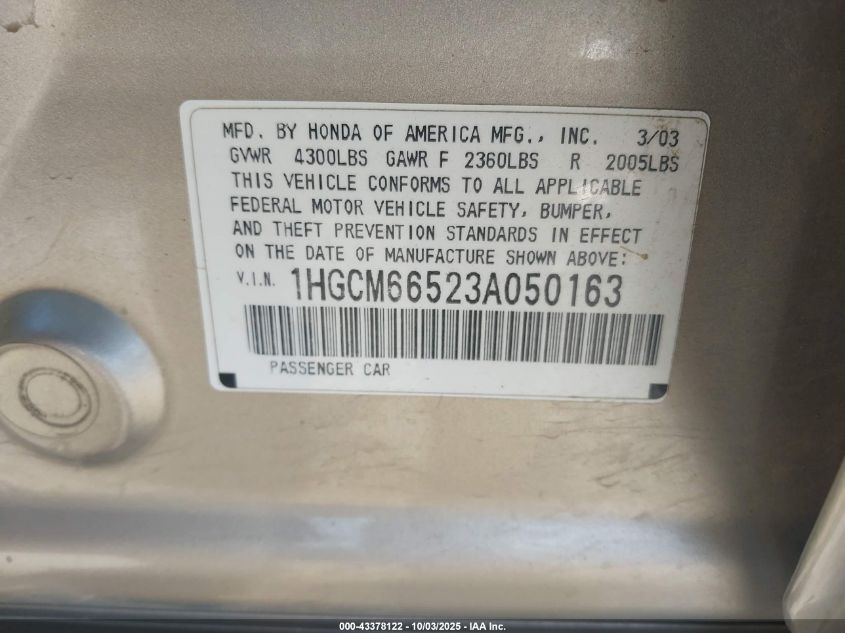 MFD. BY HONDA OF AMERICA MFG., INC. 3/03
GVWR 4300LBS GAWR F 2360LBS R 2005LBS
THIS VEHICLE CONFORMS TO ALL APPLICABLE
FEDERAL MOTOR VEHICLE SAFETY, BUMPER,
AND THEFT PREVENTION STANDARDS IN EFFECT
ON THE DATE OF MANUFACTURE SHOWN ABOVE:
V.I.N. 1HGCM66523A050163
PASSENGER CAR
000-43378122 - 10/03/2025 - IAA Inc.